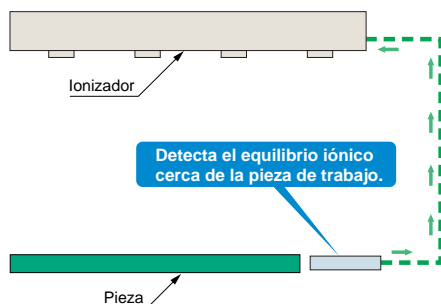 Ionizador
Detecta el equilibrio iónico
cerca de la pieza de trabajo.
Pieza